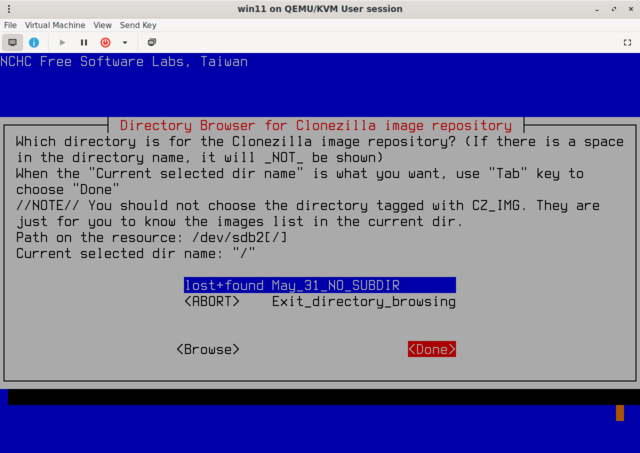 win11 on QEMU/KVM User session
File Virtual Machine View Send Key
NCHC Free Software Labs, Taiwan
Directory Browser for Clonezilla image repository
Which directory is for the Clonezilla image repository? (If there is a space
in the directory name, it will _NOT_ be shown)
When the "Current selected dir name" is what you want, use "Tab" key to
choose "Done"
//NOTE// You should not choose the directory tagged with CZ_IMG. They are
just for you to know the images list in the current dir.
Path on the resource: /dev/sdb2[/]
Current selected dir name: "/"
lost+found May_31_NO_SUBDIR
<ABORT> Exit_directory_browsing
<Browse> <Done>